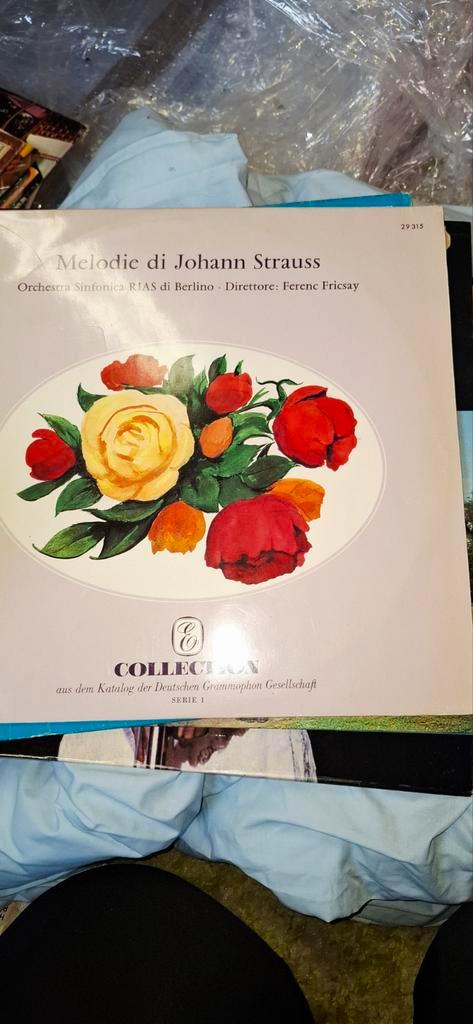 29 315
Melodie di Johann Strauss
Orchestra Sinfonica RIAS di Berlino · Direttore: Ferenc Fricsay
E
COLLECTION
aus dem Katalog der Deutschen Grammophon Gesellschaft
SERIE 1